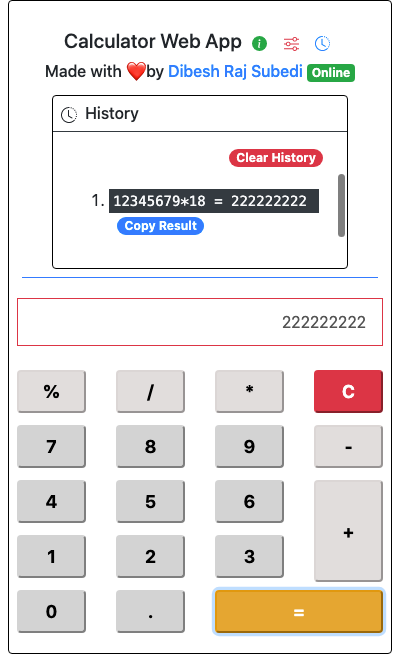 Calculator Web App
Made with ❤️by Dibesh Raj Subedi Online
History
Clear History
1. 12345679*18 = 222222222
Copy Result
222222222
% / * C
7 8 9 -
4 5 6 +
1 2 3
0 . =